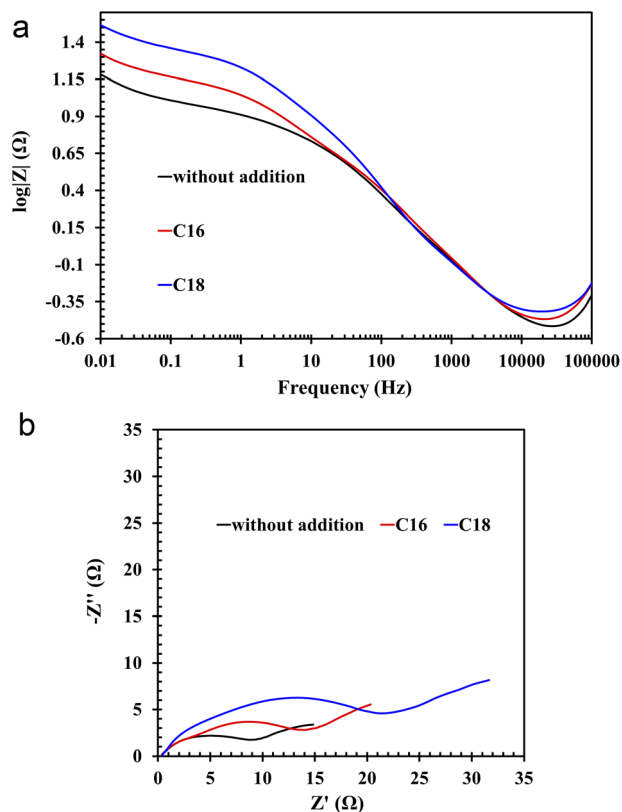 a
1.4
1.15
0.9
0.65
0.4
0.15
-0.1
-0.35
-0.6
log|Z| (Ω)
without addition
C16
C18
0.01 0.1 1 10 100 1000 10000 100000
Frequency (Hz)
b
35
30
25
20
15
10
5
0
-Z'' (Ω)
without addition C16 C18
0 5 10 15 20 25 30 35
Z' (Ω)